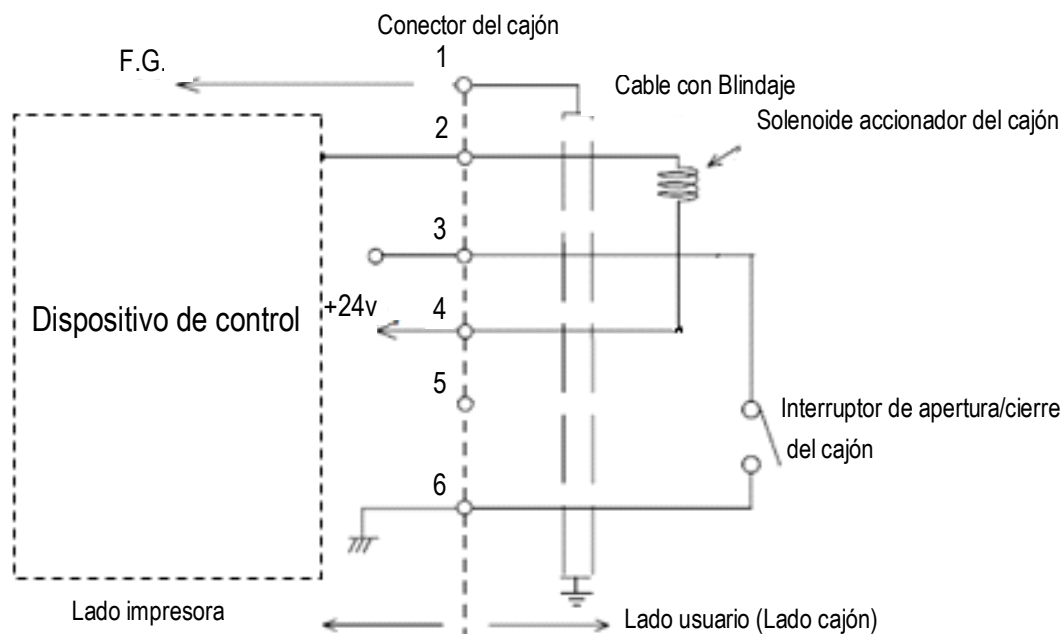 Conector del cajón
F.G.
1
Cable con Blindaje
Solenoide accionador del cajón
2
3
Dispositivo de control
+24v
4
5
Interruptor de apertura/cierre
del cajón
6
Lado impresora
Lado usuario (Lado cajón)